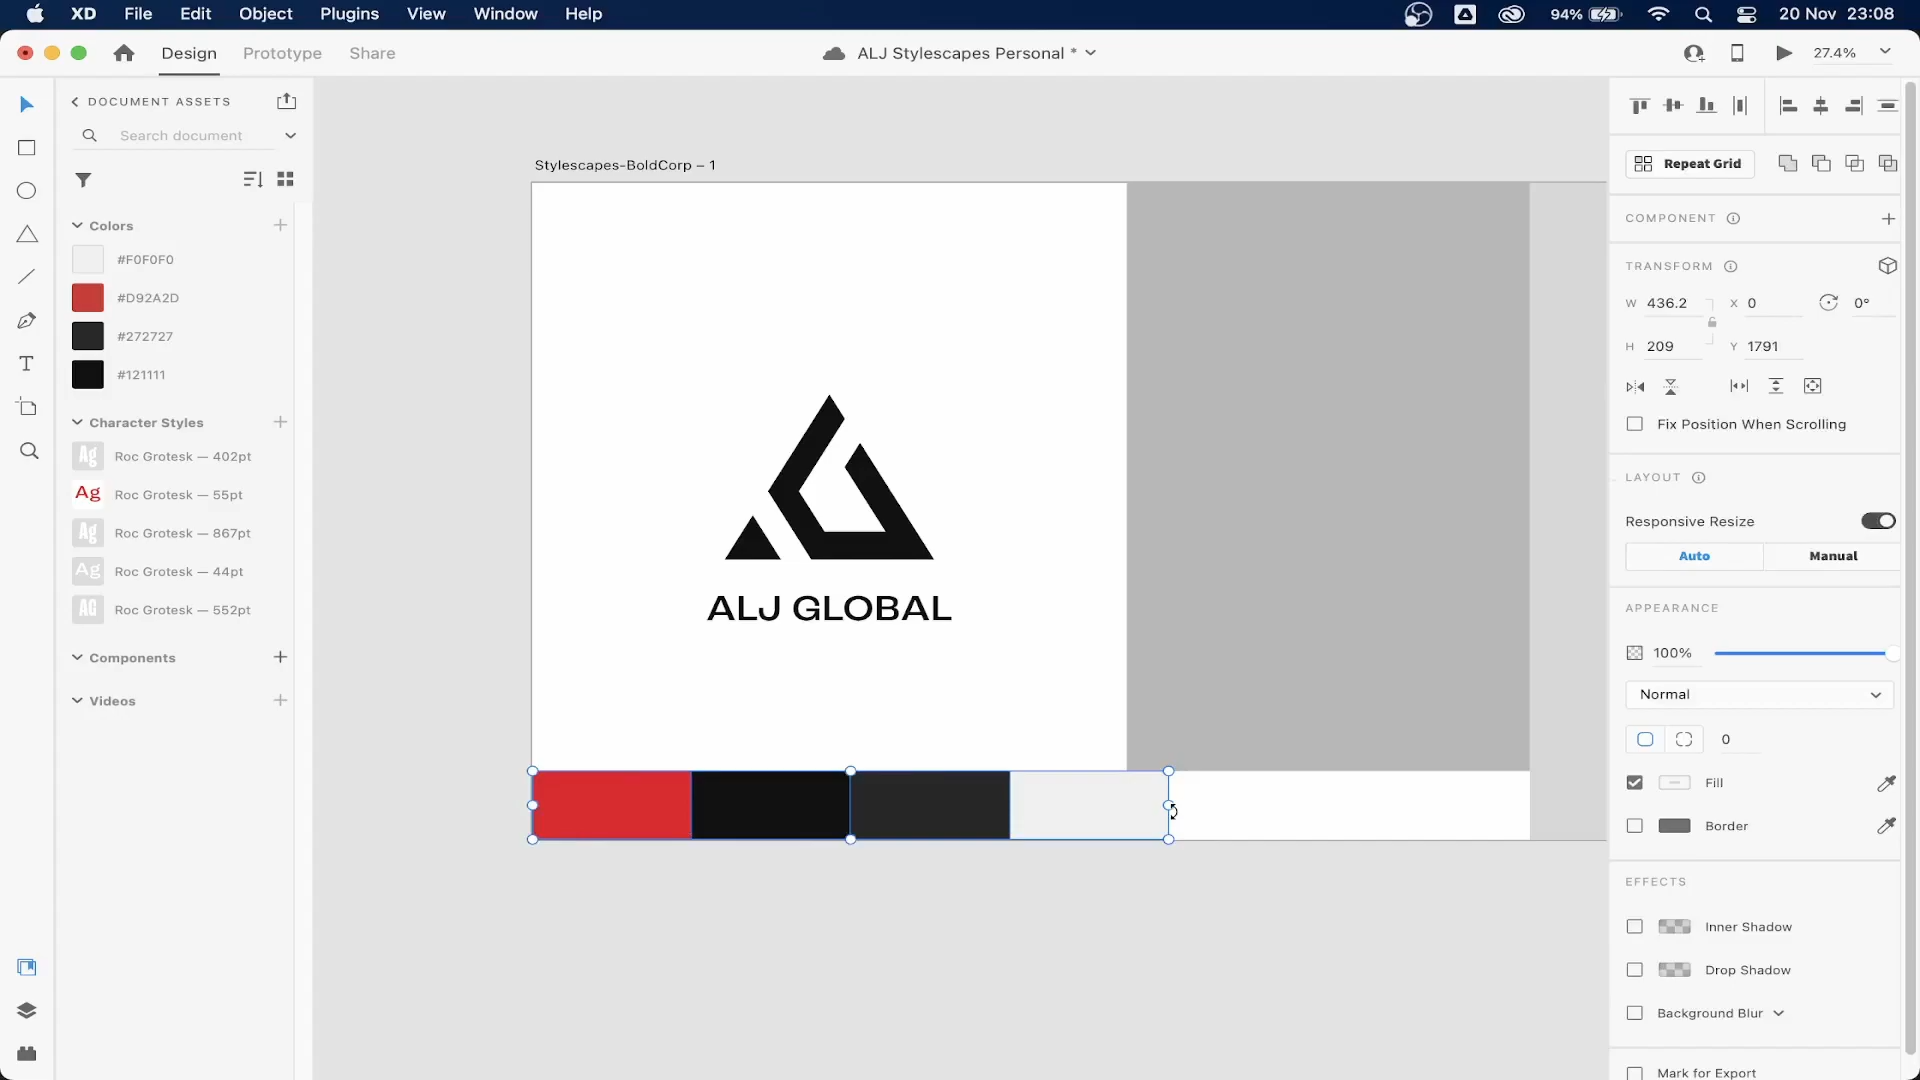 XD File Edit Object Plugins View Window Help 94% 20 Nov 23:08
Design Prototype Share ALJ Stylescapes Personal * 27.4%
DOCUMENT ASSETS
Search document
Colors
#F0F0F0
#D92A2D
#272727
#121111
Character Styles
Ag Roc Grotesk — 402pt
Ag Roc Grotesk — 55pt
Ag Roc Grotesk — 867pt
Ag Roc Grotesk — 44pt
AG Roc Grotesk — 552pt
Components
Videos
T
Stylescapes-BoldCorp – 1
ALJ GLOBAL
Repeat Grid
COMPONENT
TRANSFORM
W 436.2 X 0 0°
H 209 Y 1791
Fix Position When Scrolling
LAYOUT
Responsive Resize
Auto Manual
APPEARANCE
100%
Normal
0
Fill
Border
EFFECTS
Inner Shadow
Drop Shadow
Background Blur
Mark for Export